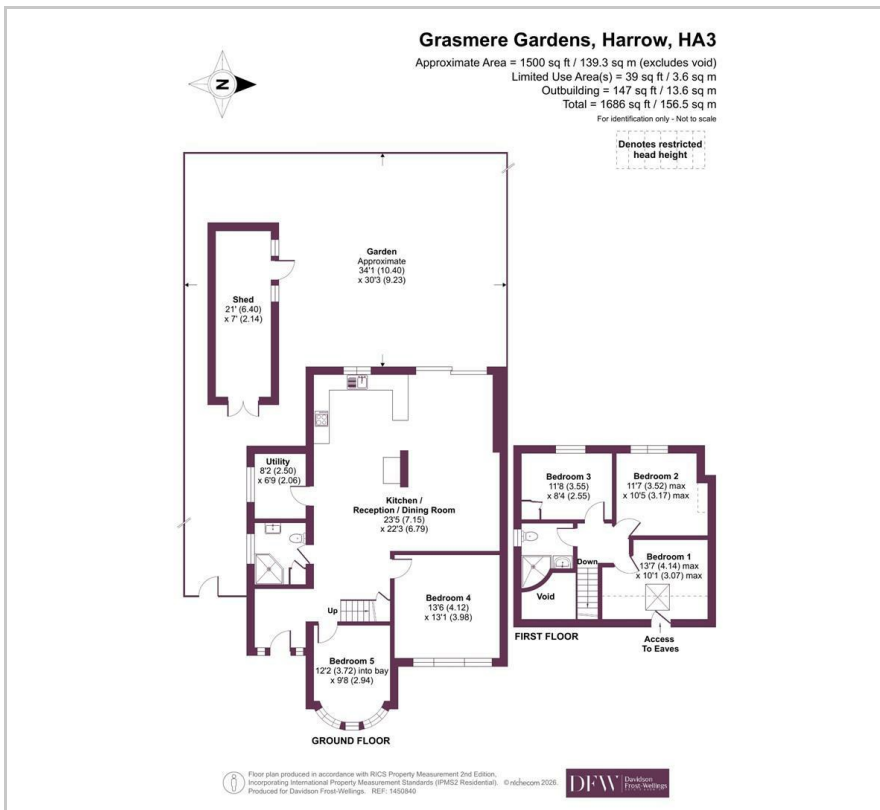 Grasmere Gardens, Harrow, HA3
Approximate Area = 1500 sq ft / 139.3 sq m (excludes void)
Limited Use Area(s) = 39 sq ft / 3.6 sq m
Outbuilding = 147 sq ft / 13.6 sq m
Total = 1686 sq ft / 156.5 sq m
For identification only - Not to scale
Denotes restricted
head height
N
Garden
Approximate
34'1 (10.40)
x 30'3 (9.23)
Shed
21' (6.40)
x 7' (2.14)
Utility
8'2 (2.50)
x 6'9 (2.06)
Kitchen /
Reception / Dining Room
23'5 (7.15)
x 22'3 (6.79)
Bedroom 4
13'6 (4.12)
x 13'1 (3.98)
Up
Bedroom 5
12'2 (3.72) into bay
x 9'8 (2.94)
GROUND FLOOR
Bedroom 3
11'8 (3.55)
x 8'4 (2.55)
Bedroom 2
11'7 (3.52) max
x 10'5 (3.17) max
Down
Bedroom 1
13'7 (4.14) max
x 10'1 (3.07) max
Void
FIRST FLOOR
Access
To Eaves
Floor plan produced in accordance with RICS Property Measurement 2nd Edition,
Incorporating International Property Measurement Standards (IPMS2 Residential). © nichecom 2026.
Produced for Davidson Frost-Wellings. REF: 1450840
DFW
Davidson
Frost-Wellings